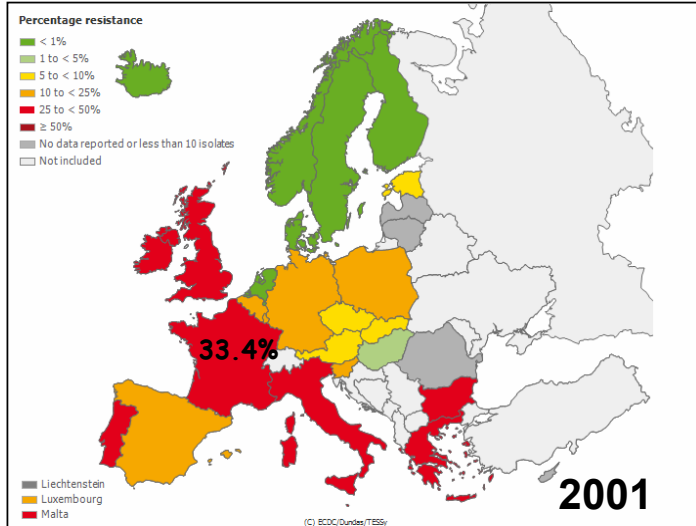 Percentage resistance
< 1%
1 to < 5%
5 to < 10%
10 to < 25%
25 to < 50%
≥ 50%
No data reported or less than 10 isolates
Not included
33.4%
Liechtenstein
Luxembourg
Malta
2001
(C) ECDC/Dundas/TESSy